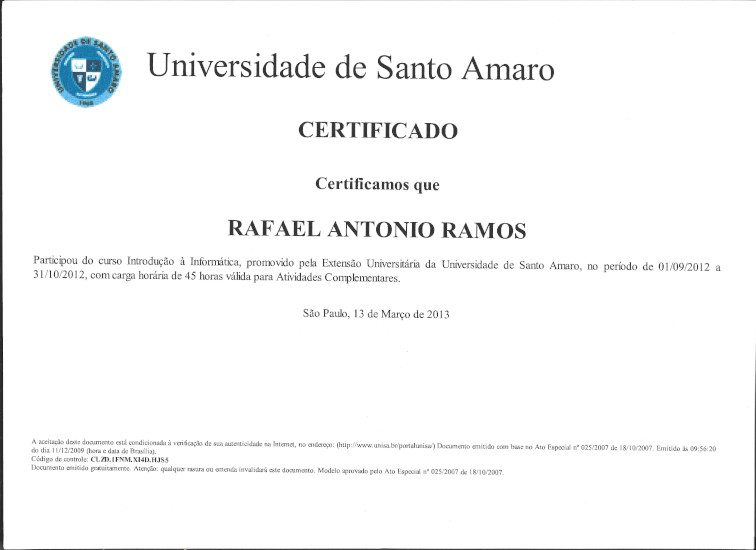 UNIVERSIDADE DE SANTO AMARO
1968
Universidade de Santo Amaro
CERTIFICADO
Certificamos que
RAFAEL ANTONIO RAMOS
Participou do curso Introdução à Informática, promovido pela Extensão Universitária da Universidade de Santo Amaro, no período de 01/09/2012 a
31/10/2012, com carga horária de 45 horas válida para Atividades Complementares.
São Paulo, 13 de Março de 2013
A aceitação deste documento está condicionada à verificação de sua autenticidade na Internet, no endereço: (http://www.unisa.br/portalunisa/) Documento emitido com base no Ato Especial nº 025/2007 de 18/10/2007. Emitido às 09:56:20
do dia 11/12/2009 (hora e data de Brasília).
Código de controle:
Documento emitido gratuitamente. Atenção: qualquer rasura ou emenda invalidará este documento. Modelo aprovado pelo Ato Especial nº 025/2007 de 18/10/2007.